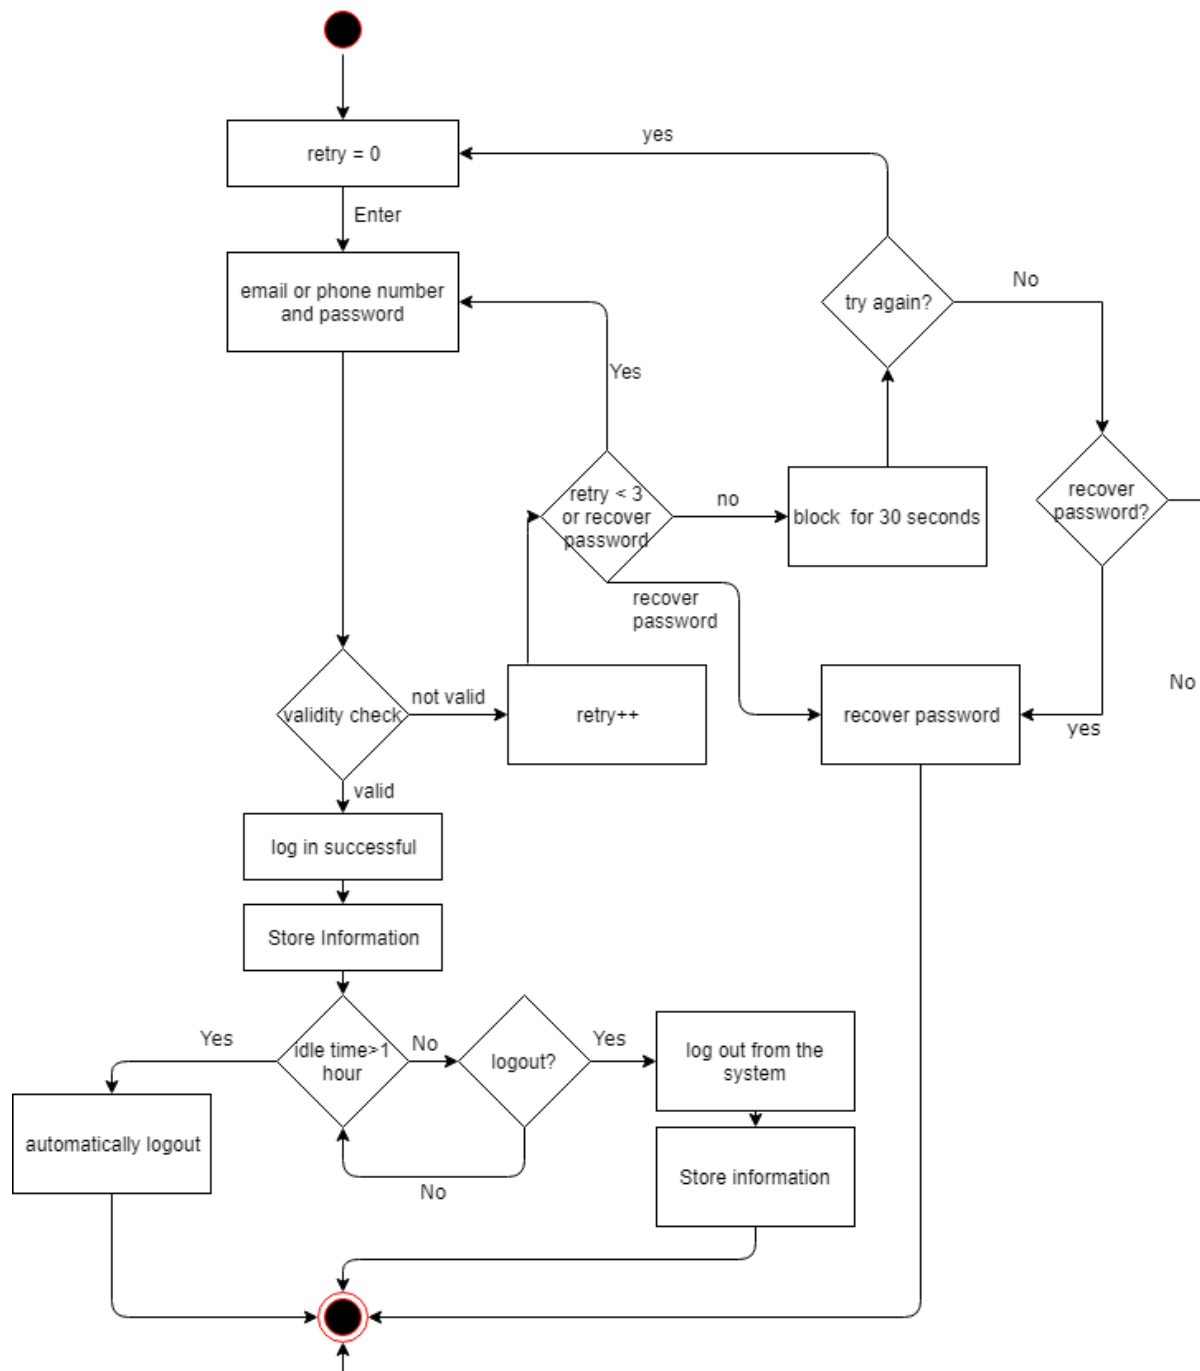 yes
retry = 0
Enter
email or phone number
and password
try again?
No
Yes
retry < 3
or recover
password
no
block  for 30 seconds
recover
password?
recover
password
not valid
validity check
retry++
recover password
No
yes
valid
log in successful
Store Information
Yes
idle time>1
hour
No
logout?
Yes
log out from the
system
automatically logout
Store information
No